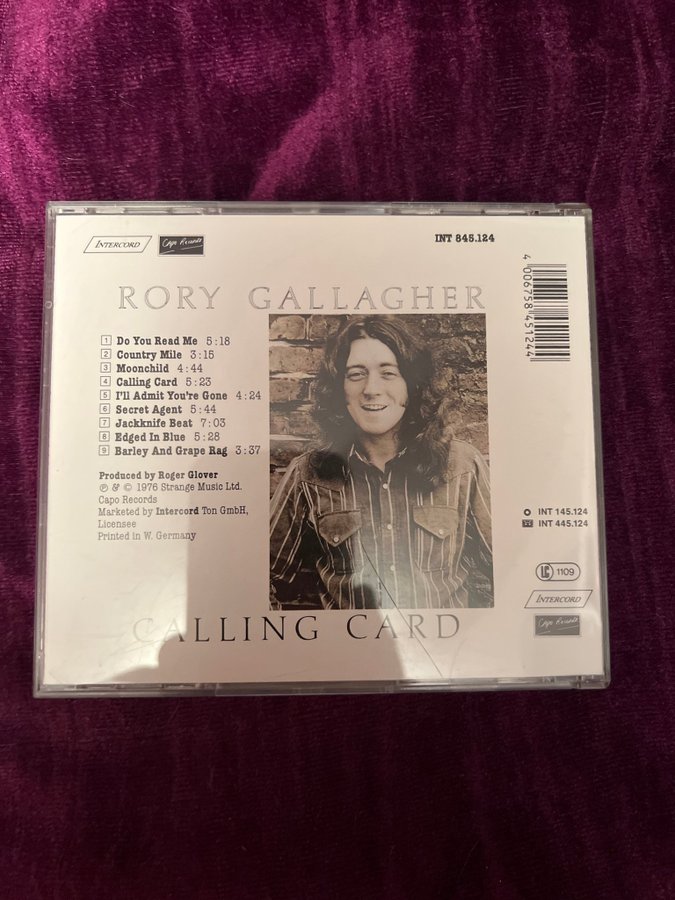 INTERCORD
Capo Records
INT 845.124
4 006758 451244
RORY GALLAGHER
1 Do You Read Me 5:18
2 Country Mile 3:15
3 Moonchild 4:44
4 Calling Card 5:23
5 I'll Admit You're Gone 4:24
6 Secret Agent 5:44
7 Jackknife Beat 7:03
8 Edged In Blue 5:28
9 Barley And Grape Rag 3:37
Produced by Roger Glover
℗ & © 1976 Strange Music Ltd.
Capo Records
Marketed by Intercord Ton GmbH,
Licensee
Printed in W. Germany
INT 145.124
INT 445.124
LC 1109
INTERCORD
Capo Records
CALLING CARD